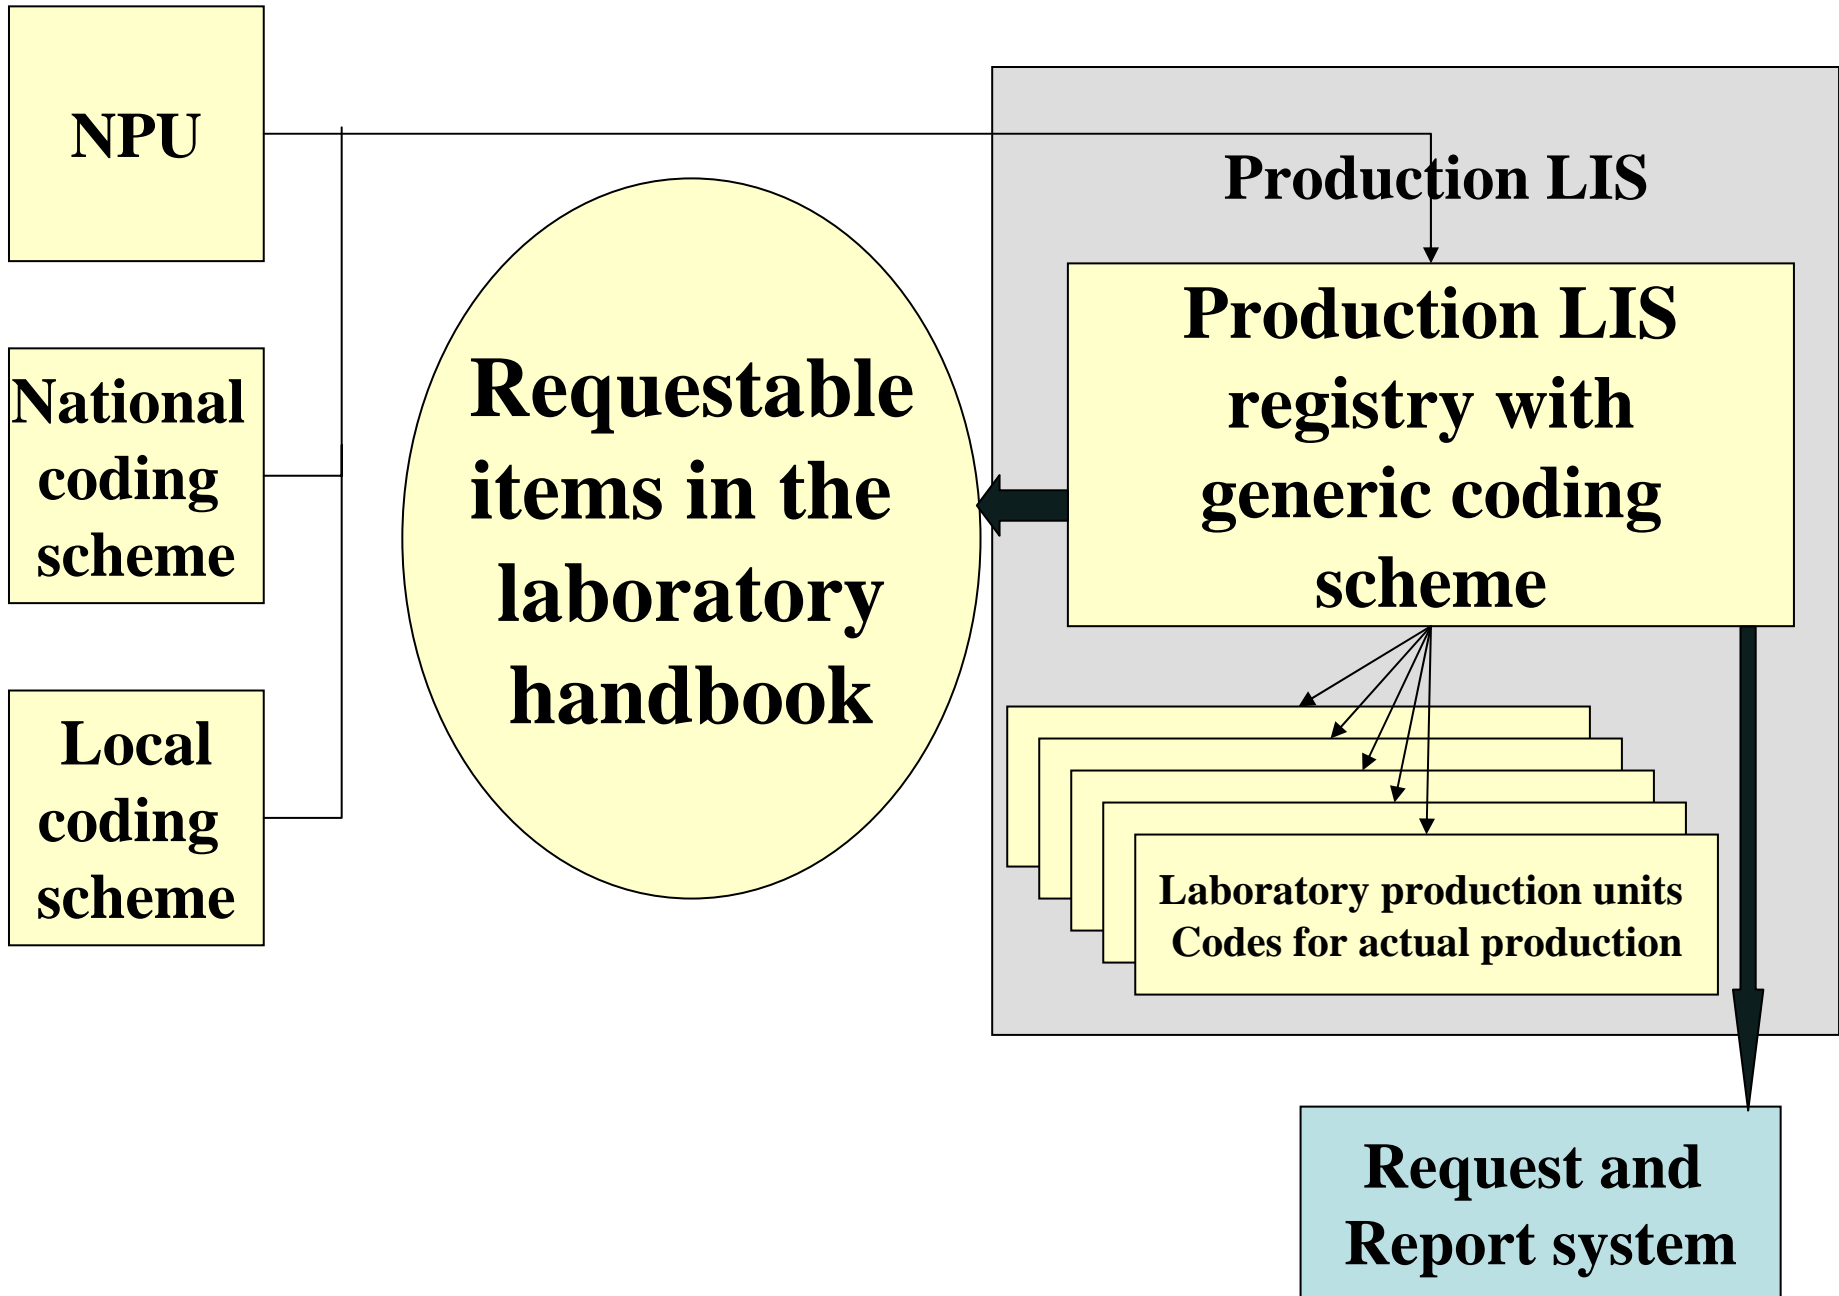 NPU
National
coding
scheme
Local
coding
scheme
Requestable
items in the
laboratory
handbook
Production LIS
Production LIS
registry with
generic coding
scheme
Laboratory production units
Codes for actual production
Request and
Report system